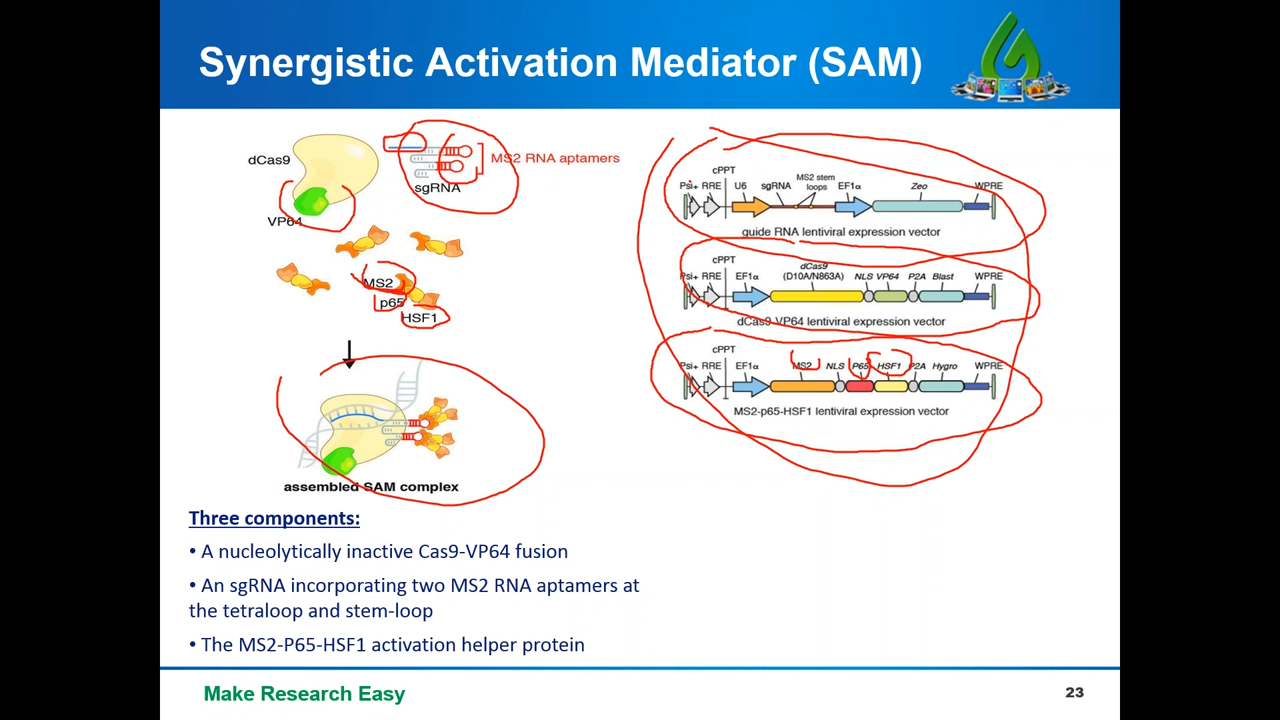 Synergistic Activation Mediator (SAM)
dCas9
MS2 RNA aptamers
sgRNA
VP64
MS2
p65
HSF1
assembled SAM complex
cPPT
Psi+ RRE U6 sgRNA MS2 stem loops EF1α Zeo WPRE
guide RNA lentiviral expression vector
cPPT
Psi+ RRE EF1α dCas9 (D10A/N863A) NLS VP64 P2A Blast WPRE
dCas9-VP64 lentiviral expression vector
cPPT
Psi+ RRE EF1α MS2 NLS P65 HSF1 P2A Hygro WPRE
MS2-p65-HSF1 lentiviral expression vector
Three components:
• A nucleolytically inactive Cas9-VP64 fusion
• An sgRNA incorporating two MS2 RNA aptamers at
the tetraloop and stem-loop
• The MS2-P65-HSF1 activation helper protein
Make Research Easy
23